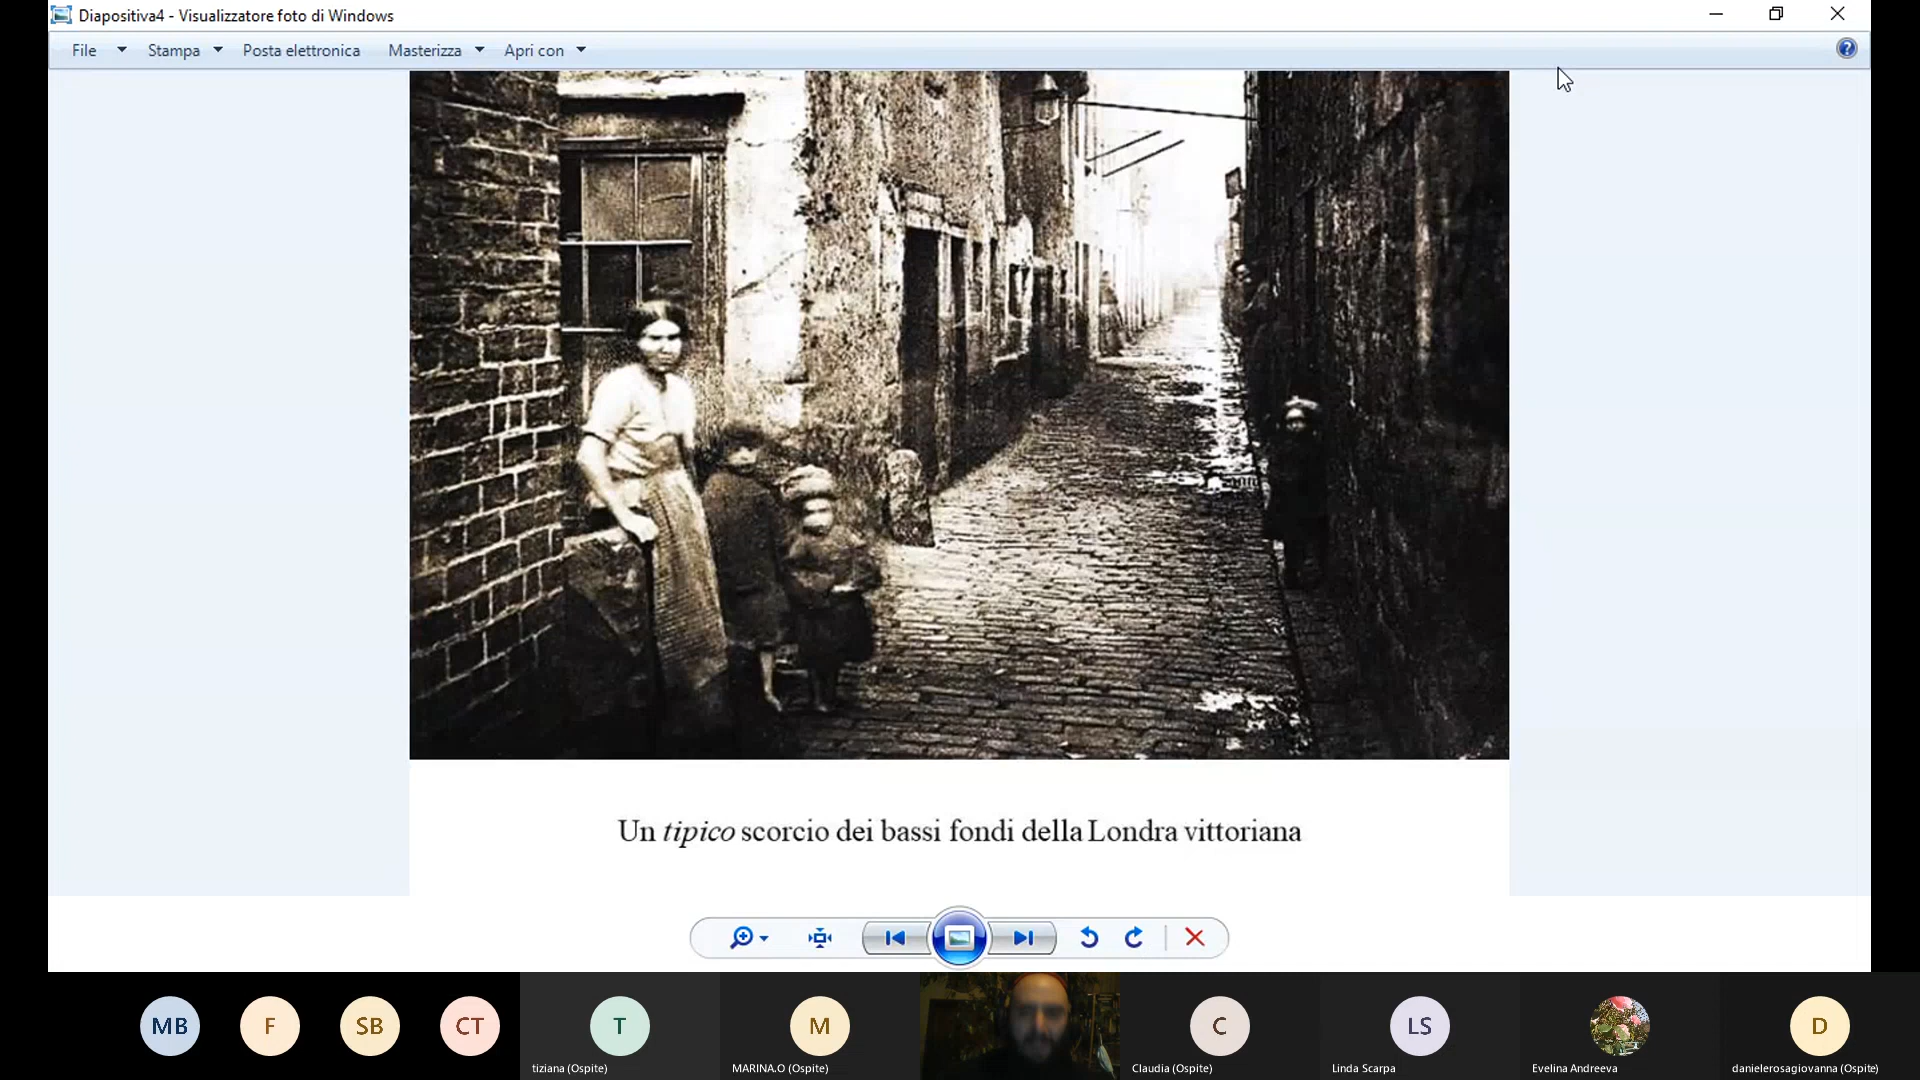 Diapositiva4 - Visualizzatore foto di Windows
File Stampa Posta elettronica Masterizza Apri con
?
Un tipico scorcio dei bassi fondi della Londra vittoriana
MB F SB CT T M C LS D
tiziana (Ospite) MARINA.O (Ospite) Claudia (Ospite) Linda Scarpa Evelina Andreeva danielerosagiovanna (Ospite)